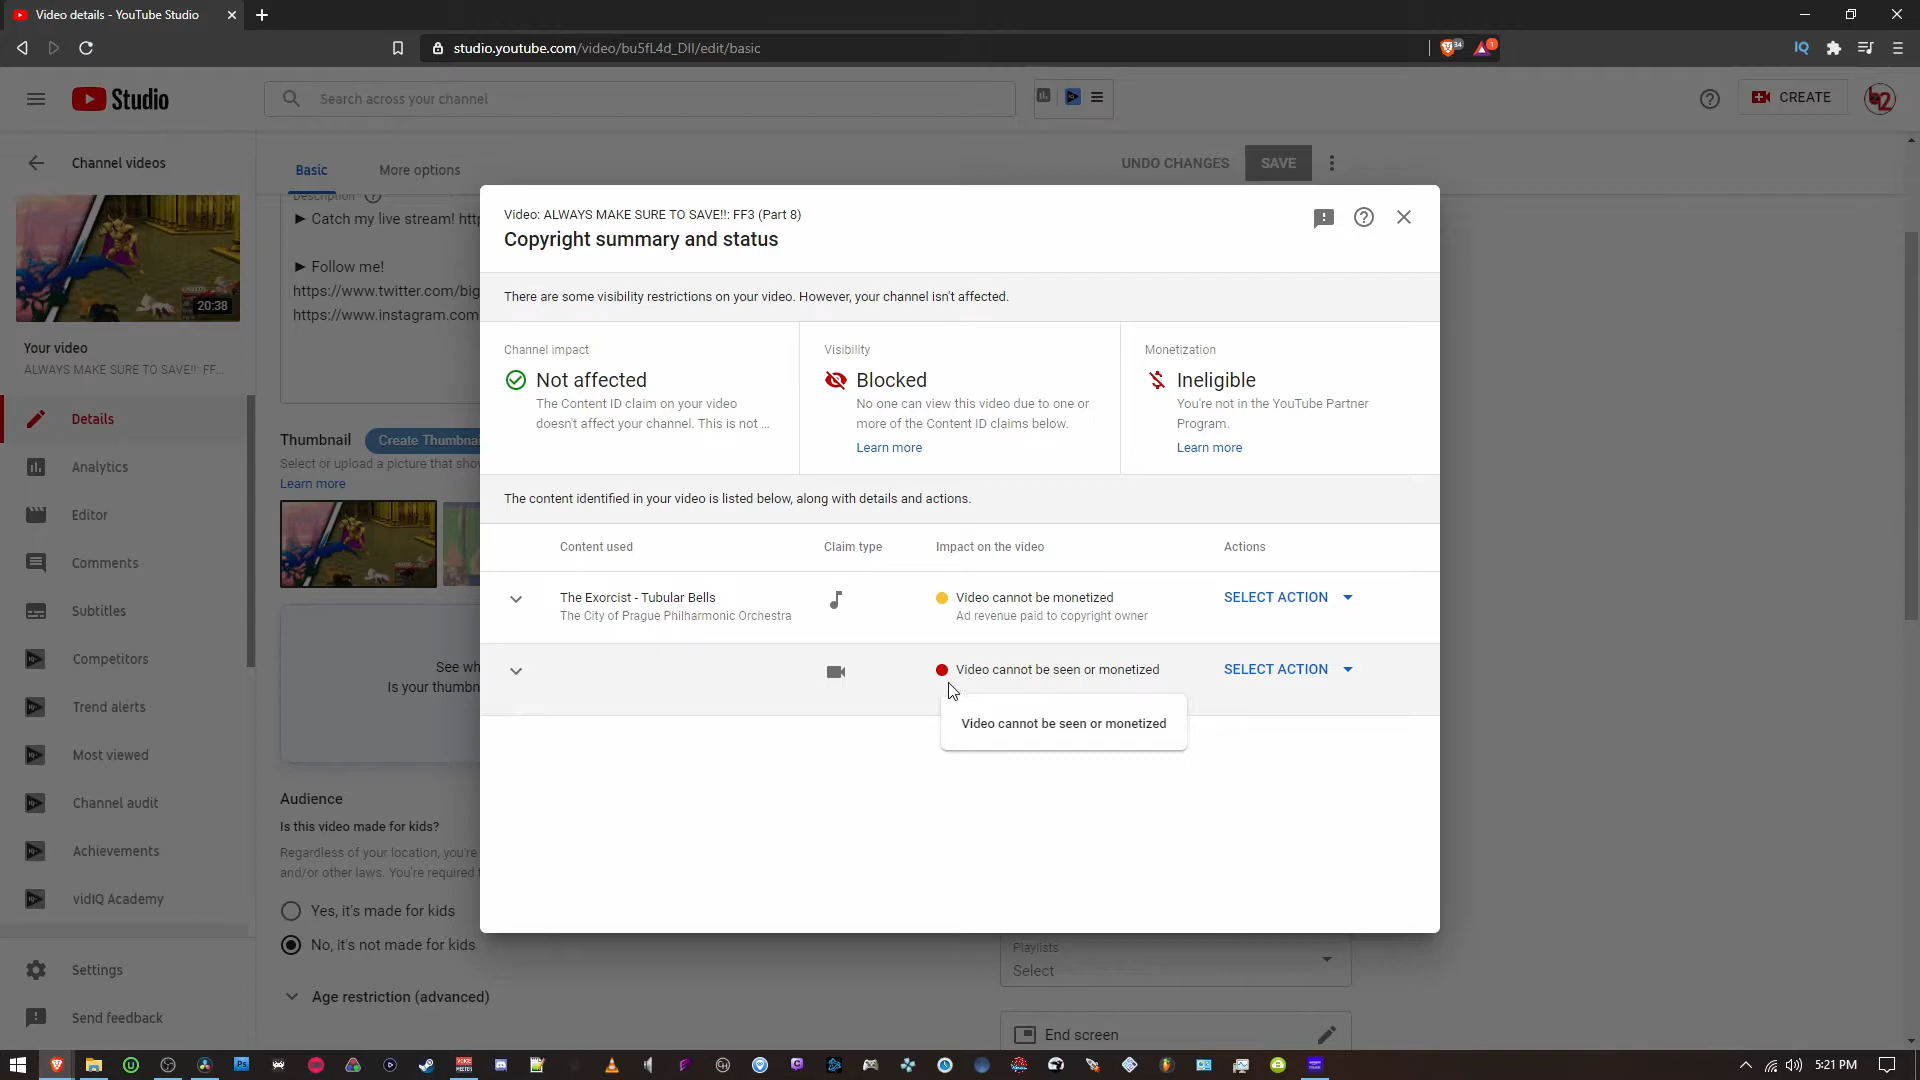 Video details - YouTube Studio
studio.youtube.com/video/bu5fL4d_DlI/edit/basic
34
1
IQ
Studio
Search across your channel
CREATE
Channel videos
Basic
More options
UNDO CHANGES
SAVE
20:38
Your video
ALWAYS MAKE SURE TO SAVE!!: FF...
Details
Analytics
Editor
Comments
Subtitles
Competitors
Trend alerts
Most viewed
Channel audit
Achievements
vidIQ Academy
Settings
Send feedback
Description
► Catch my live stream! http
► Follow me!
https://www.twitter.com/big
https://www.instagram.com
Thumbnail
Create Thumbna
Select or upload a picture that sho
Learn more
See wh
Is your thumbn
Audience
Is this video made for kids?
Regardless of your location, you're
and/or other laws. You're required
Yes, it's made for kids
No, it's not made for kids
Age restriction (advanced)
Video: ALWAYS MAKE SURE TO SAVE!!: FF3 (Part 8)
Copyright summary and status
There are some visibility restrictions on your video. However, your channel isn't affected.
Channel impact
Not affected
The Content ID claim on your video
doesn't affect your channel. This is not ...
Visibility
Blocked
No one can view this video due to one or
more of the Content ID claims below.
Learn more
Monetization
Ineligible
You're not in the YouTube Partner
Program.
Learn more
The content identified in your video is listed below, along with details and actions.
Content used
Claim type
Impact on the video
Actions
The Exorcist - Tubular Bells
The City of Prague Philharmonic Orchestra
Video cannot be monetized
Ad revenue paid to copyright owner
SELECT ACTION
Video cannot be seen or monetized
SELECT ACTION
Video cannot be seen or monetized
Playlists
Select
End screen
5:21 PM